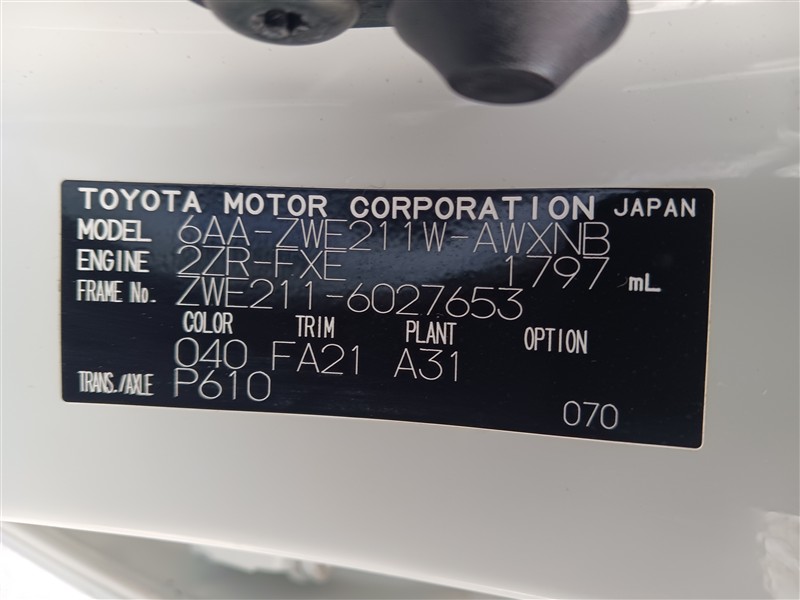 TOYOTA MOTOR CORPORATION JAPAN
MODEL 6AA-ZWE211W-AWXNB
ENGINE 2ZR-FXE 1797 mL
FRAME No. ZWE211-6027653
COLOR TRIM PLANT OPTION
040 FA21 A31
TRANS./AXLE P610
070